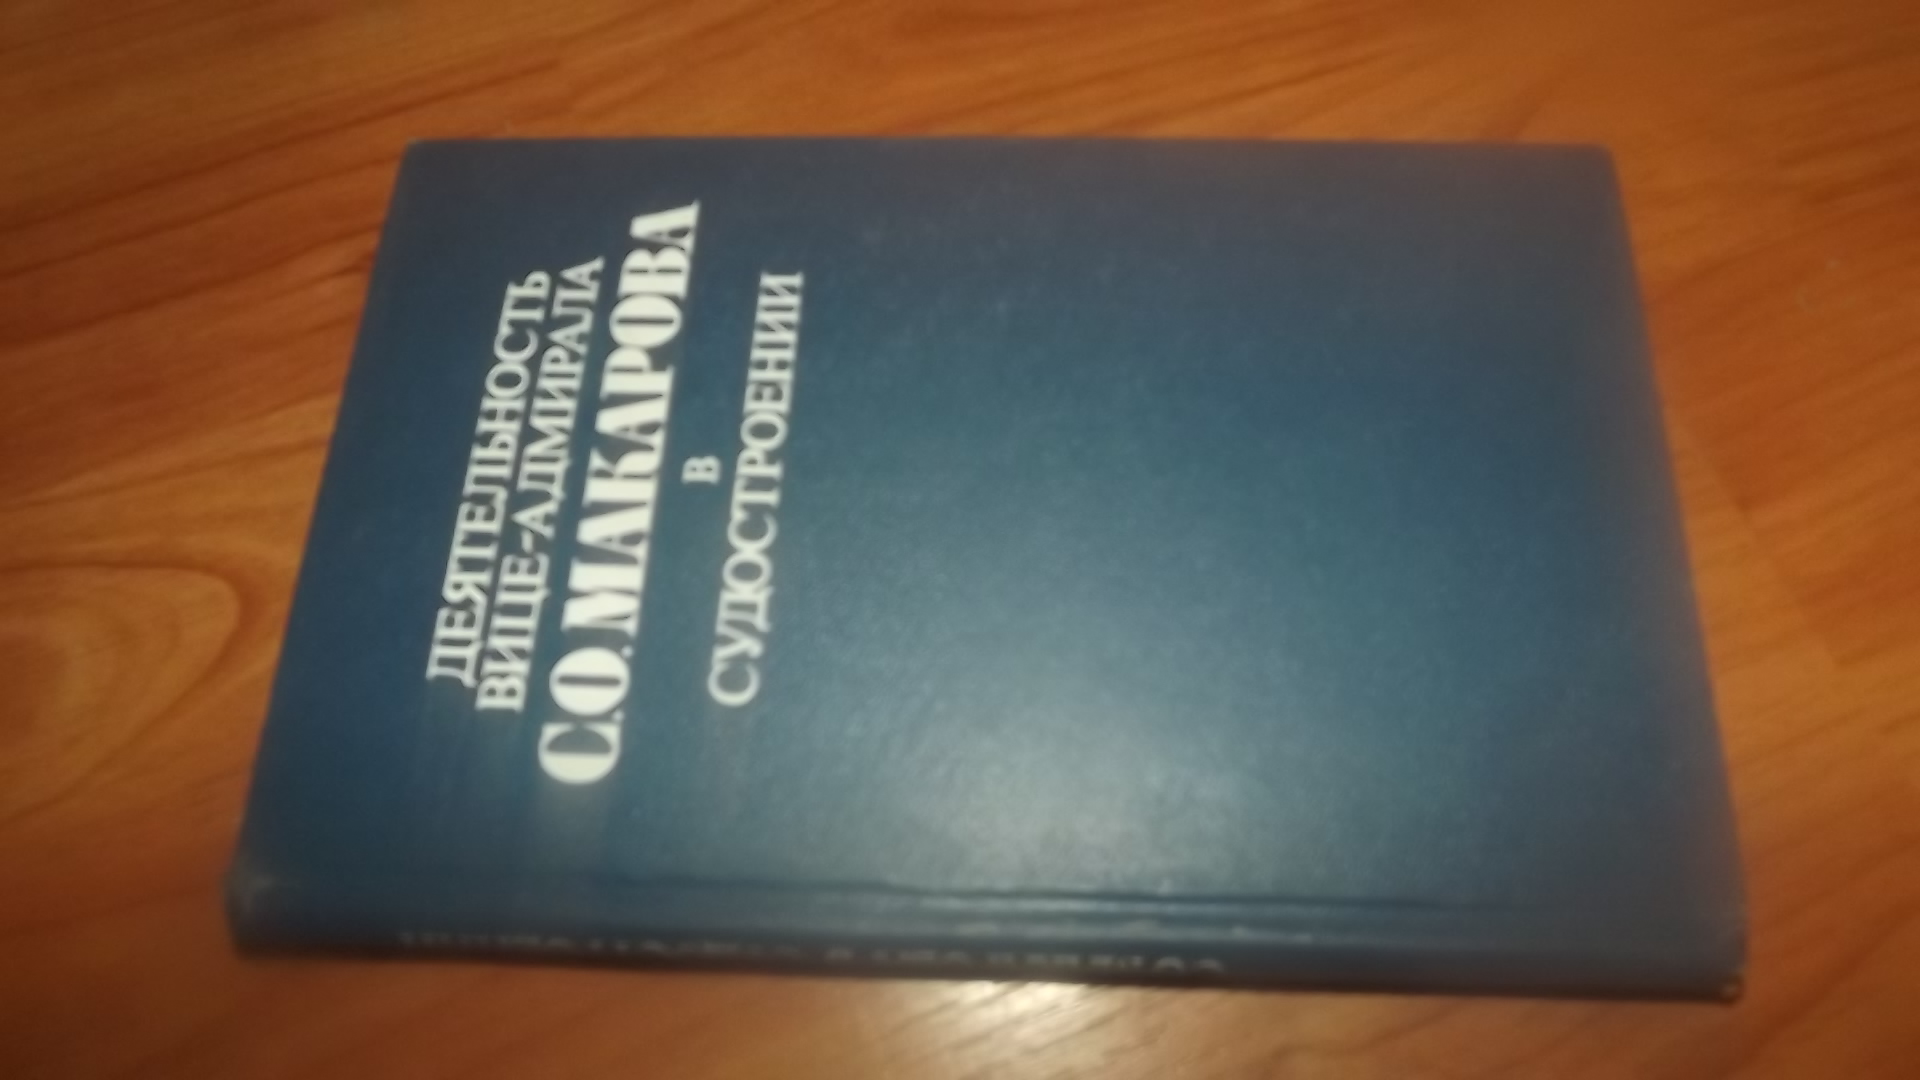 ДЕЯТЕЛЬНОСТЬ
ВИЦЕ-АДМИРАЛА
С.О. МАКАРОВА
В
СУДОСТРОЕНИИ